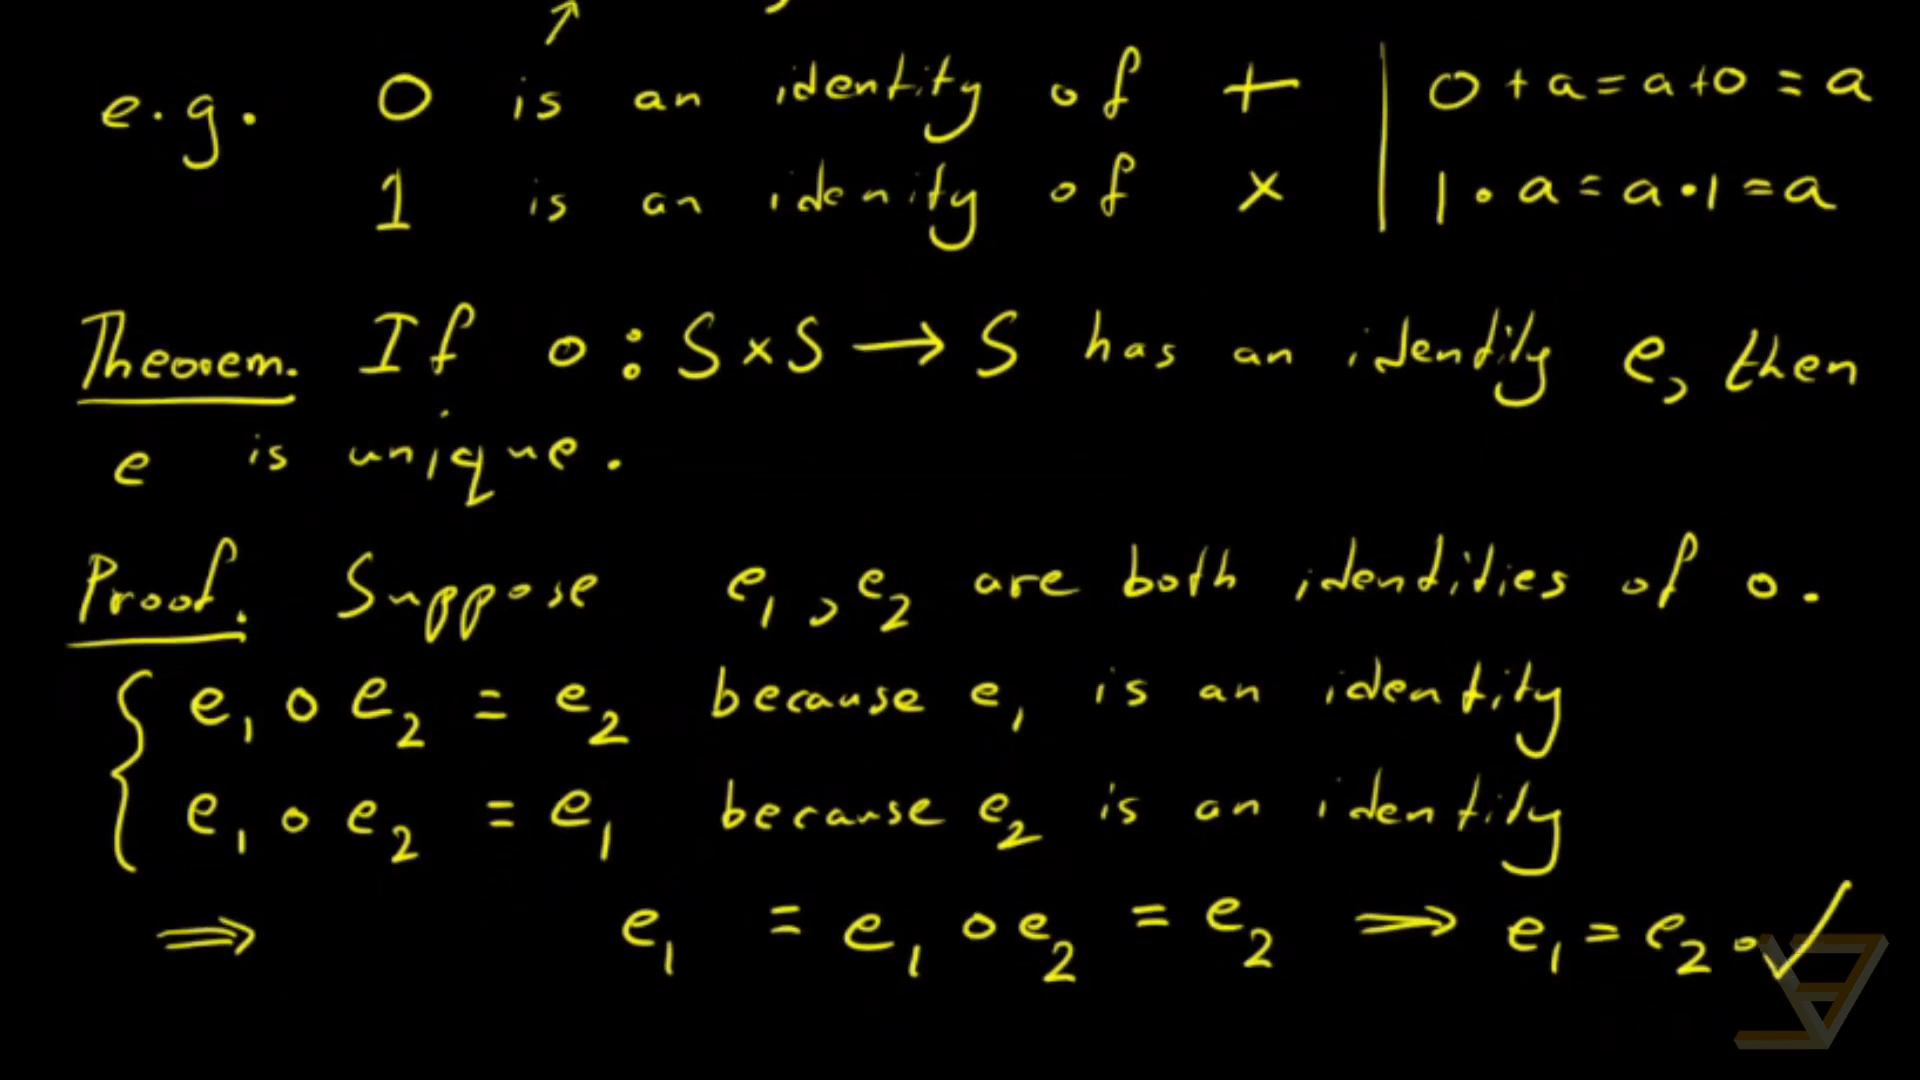 e.g. 0 is an identity of + | 0 + a = a + 0 = a
1 is an idenity of × | 1 · a = a · 1 = a
Theorem. If ∘ : S × S → S has an identity e, then
e is unique.
Proof. Suppose e₁, e₂ are both identities of ∘.
{ e₁ ∘ e₂ = e₂ because e₁ is an identity
e₁ ∘ e₂ = e₁ because e₂ is an identity
⇒ e₁ = e₁ ∘ e₂ = e₂ ⇒ e₁ = e₂. ✓